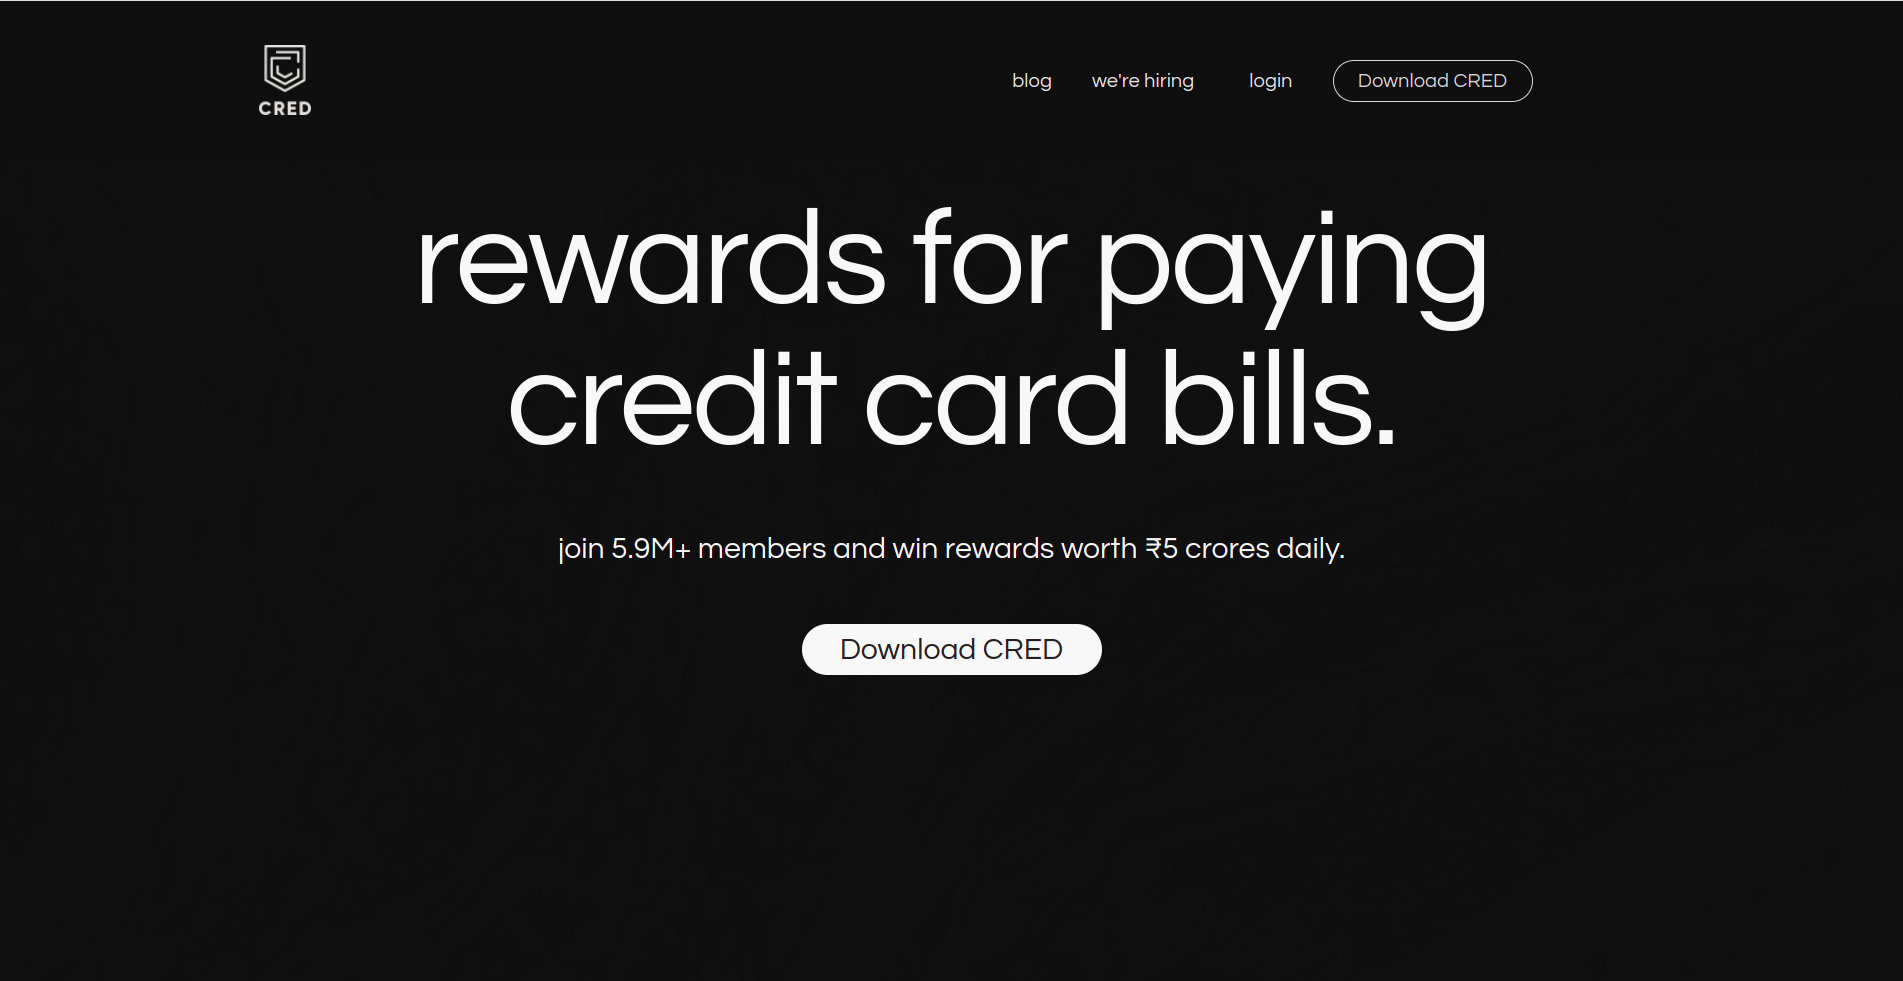 CRED
blog
we're hiring
login
Download CRED
rewards for paying
credit card bills.
join 5.9M+ members and win rewards worth ₹5 crores daily.
Download CRED